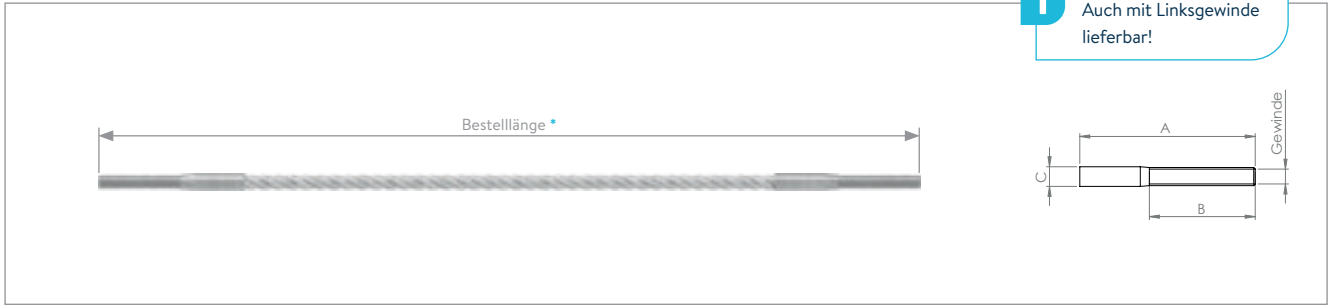 Auch mit Linksgewinde
lieferbar!
Bestelllänge *
A
Gewinde
C
B